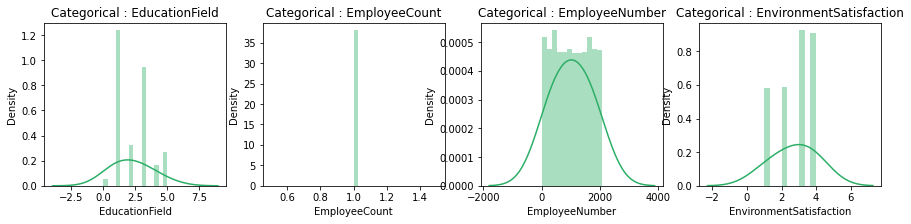 Categorical : EducationField
Density
1.2
1.0
0.8
0.6
0.4
0.2
0.0
−2.5 0.0 2.5 5.0 7.5
EducationField
Categorical : EmployeeCount
Density
35
30
25
20
15
10
5
0
0.6 0.8 1.0 1.2 1.4
EmployeeCount
Categorical : EmployeeNumber
Density
0.0005
0.0004
0.0003
0.0002
0.0001
0.0000
−2000 0 2000 4000
EmployeeNumber
Categorical : EnvironmentSatisfaction
Density
0.8
0.6
0.4
0.2
0.0
−2 0 2 4 6
EnvironmentSatisfaction